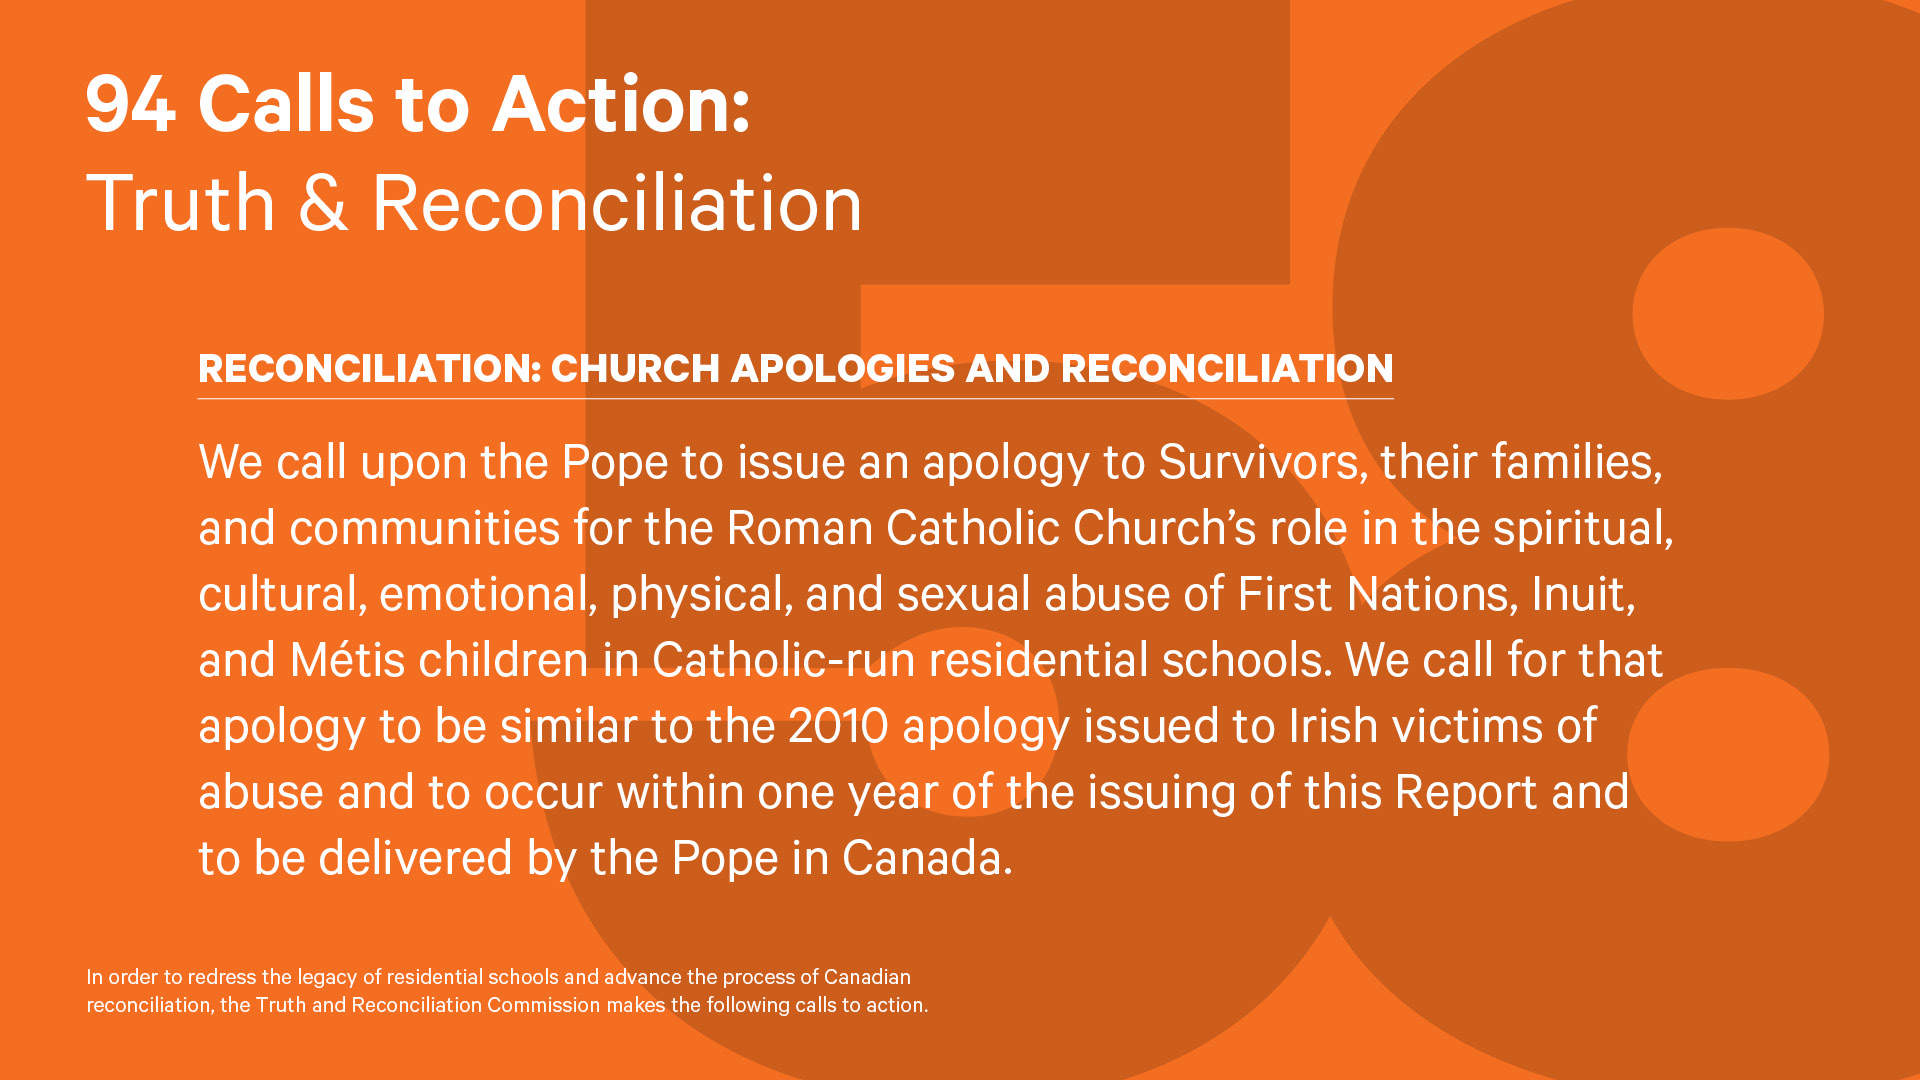 94 Calls to Action:
Truth & Reconciliation
58
RECONCILIATION: CHURCH APOLOGIES AND RECONCILIATION
We call upon the Pope to issue an apology to Survivors, their families,
and communities for the Roman Catholic Church’s role in the spiritual,
cultural, emotional, physical, and sexual abuse of First Nations, Inuit,
and Métis children in Catholic-run residential schools. We call for that
apology to be similar to the 2010 apology issued to Irish victims of
abuse and to occur within one year of the issuing of this Report and
to be delivered by the Pope in Canada.
In order to redress the legacy of residential schools and advance the process of Canadian
reconciliation, the Truth and Reconciliation Commission makes the following calls to action.